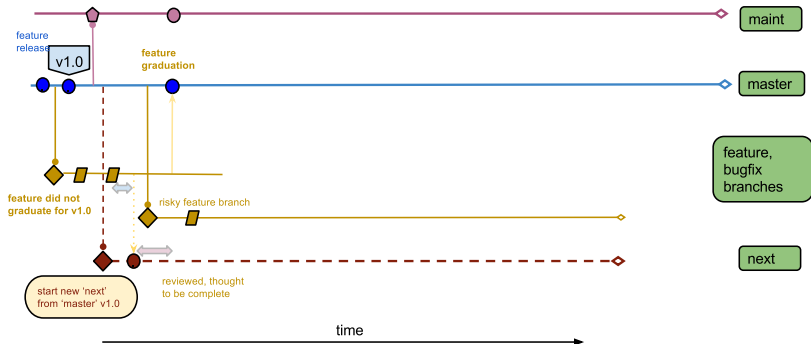 maint
feature
release
v1.0
feature
graduation
master
feature,
bugfix
branches
feature did not
graduate for v1.0
risky feature branch
next
start new 'next'
from 'master' v1.0
reviewed, thought
to be complete
time